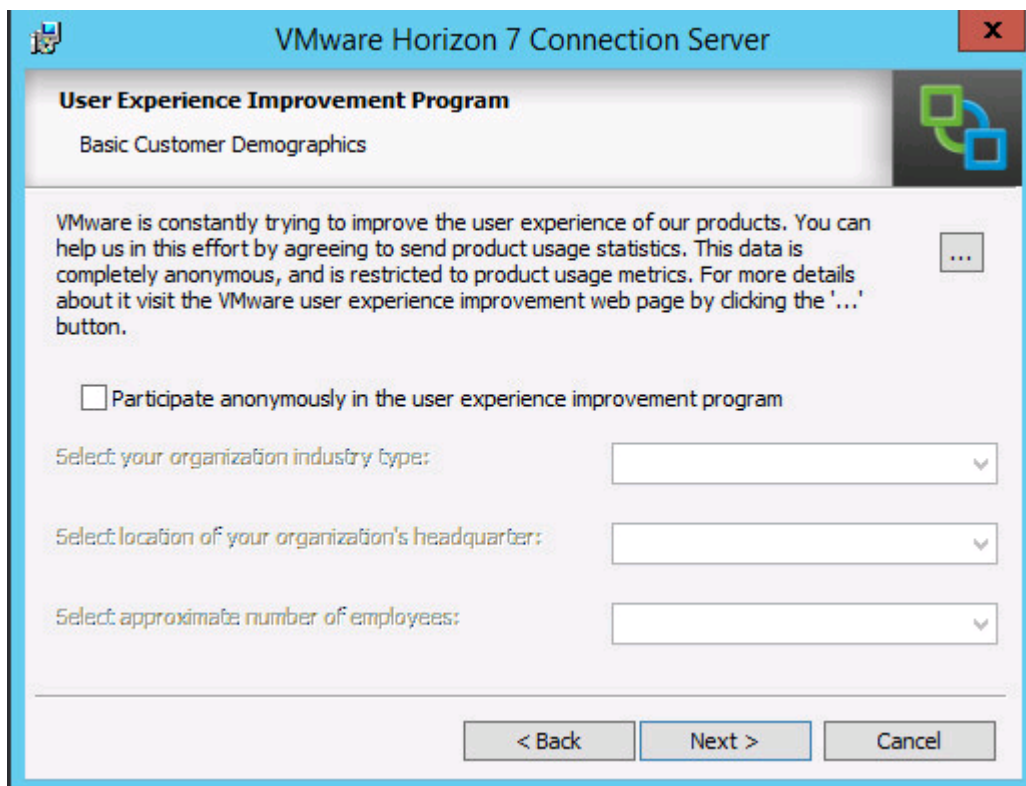 VMware Horizon 7 Connection Server
x
User Experience Improvement Program
Basic Customer Demographics
VMware is constantly trying to improve the user experience of our products. You can
help us in this effort by agreeing to send product usage statistics. This data is
completely anonymous, and is restricted to product usage metrics. For more details
about it visit the VMware user experience improvement web page by clicking the '...'
button.
...
Participate anonymously in the user experience improvement program
Select your organization industry type:
Select location of your organization's headquarter:
Select approximate number of employees:
< Back Next > Cancel